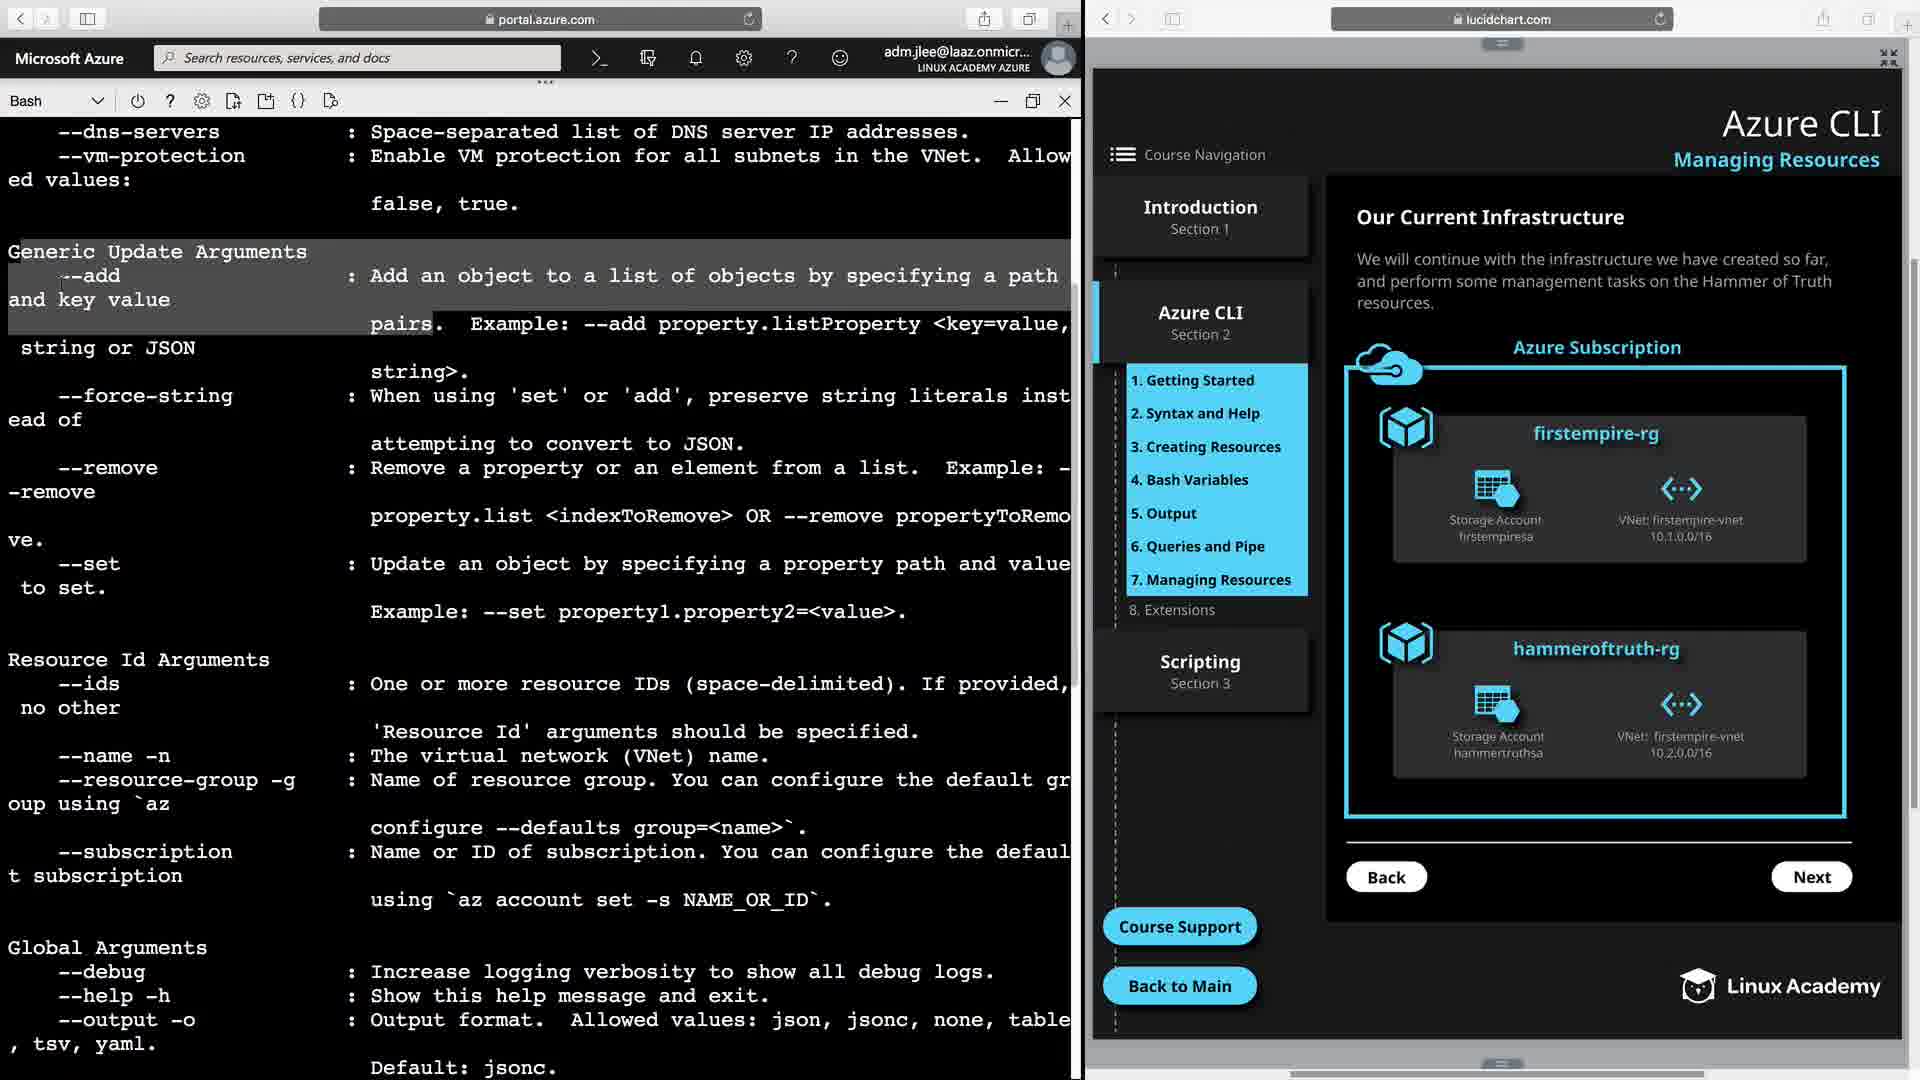 portal.azure.com
Microsoft Azure
Search resources, services, and docs
adm.jlee@laaz.onmicr...
LINUX ACADEMY AZURE
Bash
--dns-servers : Space-separated list of DNS server IP addresses.
--vm-protection : Enable VM protection for all subnets in the VNet. Allow
ed values:
false, true.
Generic Update Arguments
--add : Add an object to a list of objects by specifying a path
and key value
pairs. Example: --add property.listProperty <key=value,
string or JSON
string>.
--force-string : When using 'set' or 'add', preserve string literals inst
ead of
attempting to convert to JSON.
--remove : Remove a property or an element from a list. Example: -
-remove
property.list <indexToRemove> OR --remove propertyToRemo
ve.
--set : Update an object by specifying a property path and value
to set.
Example: --set property1.property2=<value>.
Resource Id Arguments
--ids : One or more resource IDs (space-delimited). If provided,
no other
'Resource Id' arguments should be specified.
--name -n : The virtual network (VNet) name.
--resource-group -g : Name of resource group. You can configure the default gr
oup using `az
configure --defaults group=<name>`.
--subscription : Name or ID of subscription. You can configure the defaul
t subscription
using `az account set -s NAME_OR_ID`.
Global Arguments
--debug : Increase logging verbosity to show all debug logs.
--help -h : Show this help message and exit.
--output -o : Output format. Allowed values: json, jsonc, none, table
, tsv, yaml.
Default: jsonc.
lucidchart.com
Azure CLI
Managing Resources
Course Navigation
Introduction
Section 1
Azure CLI
Section 2
1. Getting Started
2. Syntax and Help
3. Creating Resources
4. Bash Variables
5. Output
6. Queries and Pipe
7. Managing Resources
8. Extensions
Scripting
Section 3
Course Support
Back to Main
Our Current Infrastructure
We will continue with the infrastructure we have created so far,
and perform some management tasks on the Hammer of Truth
resources.
Azure Subscription
firstempire-rg
Storage Account
firstempiresa
VNet: firstempire-vnet
10.1.0.0/16
hammeroftruth-rg
Storage Account
hammertrothsa
VNet: firstempire-vnet
10.2.0.0/16
Back
Next
Linux Academy